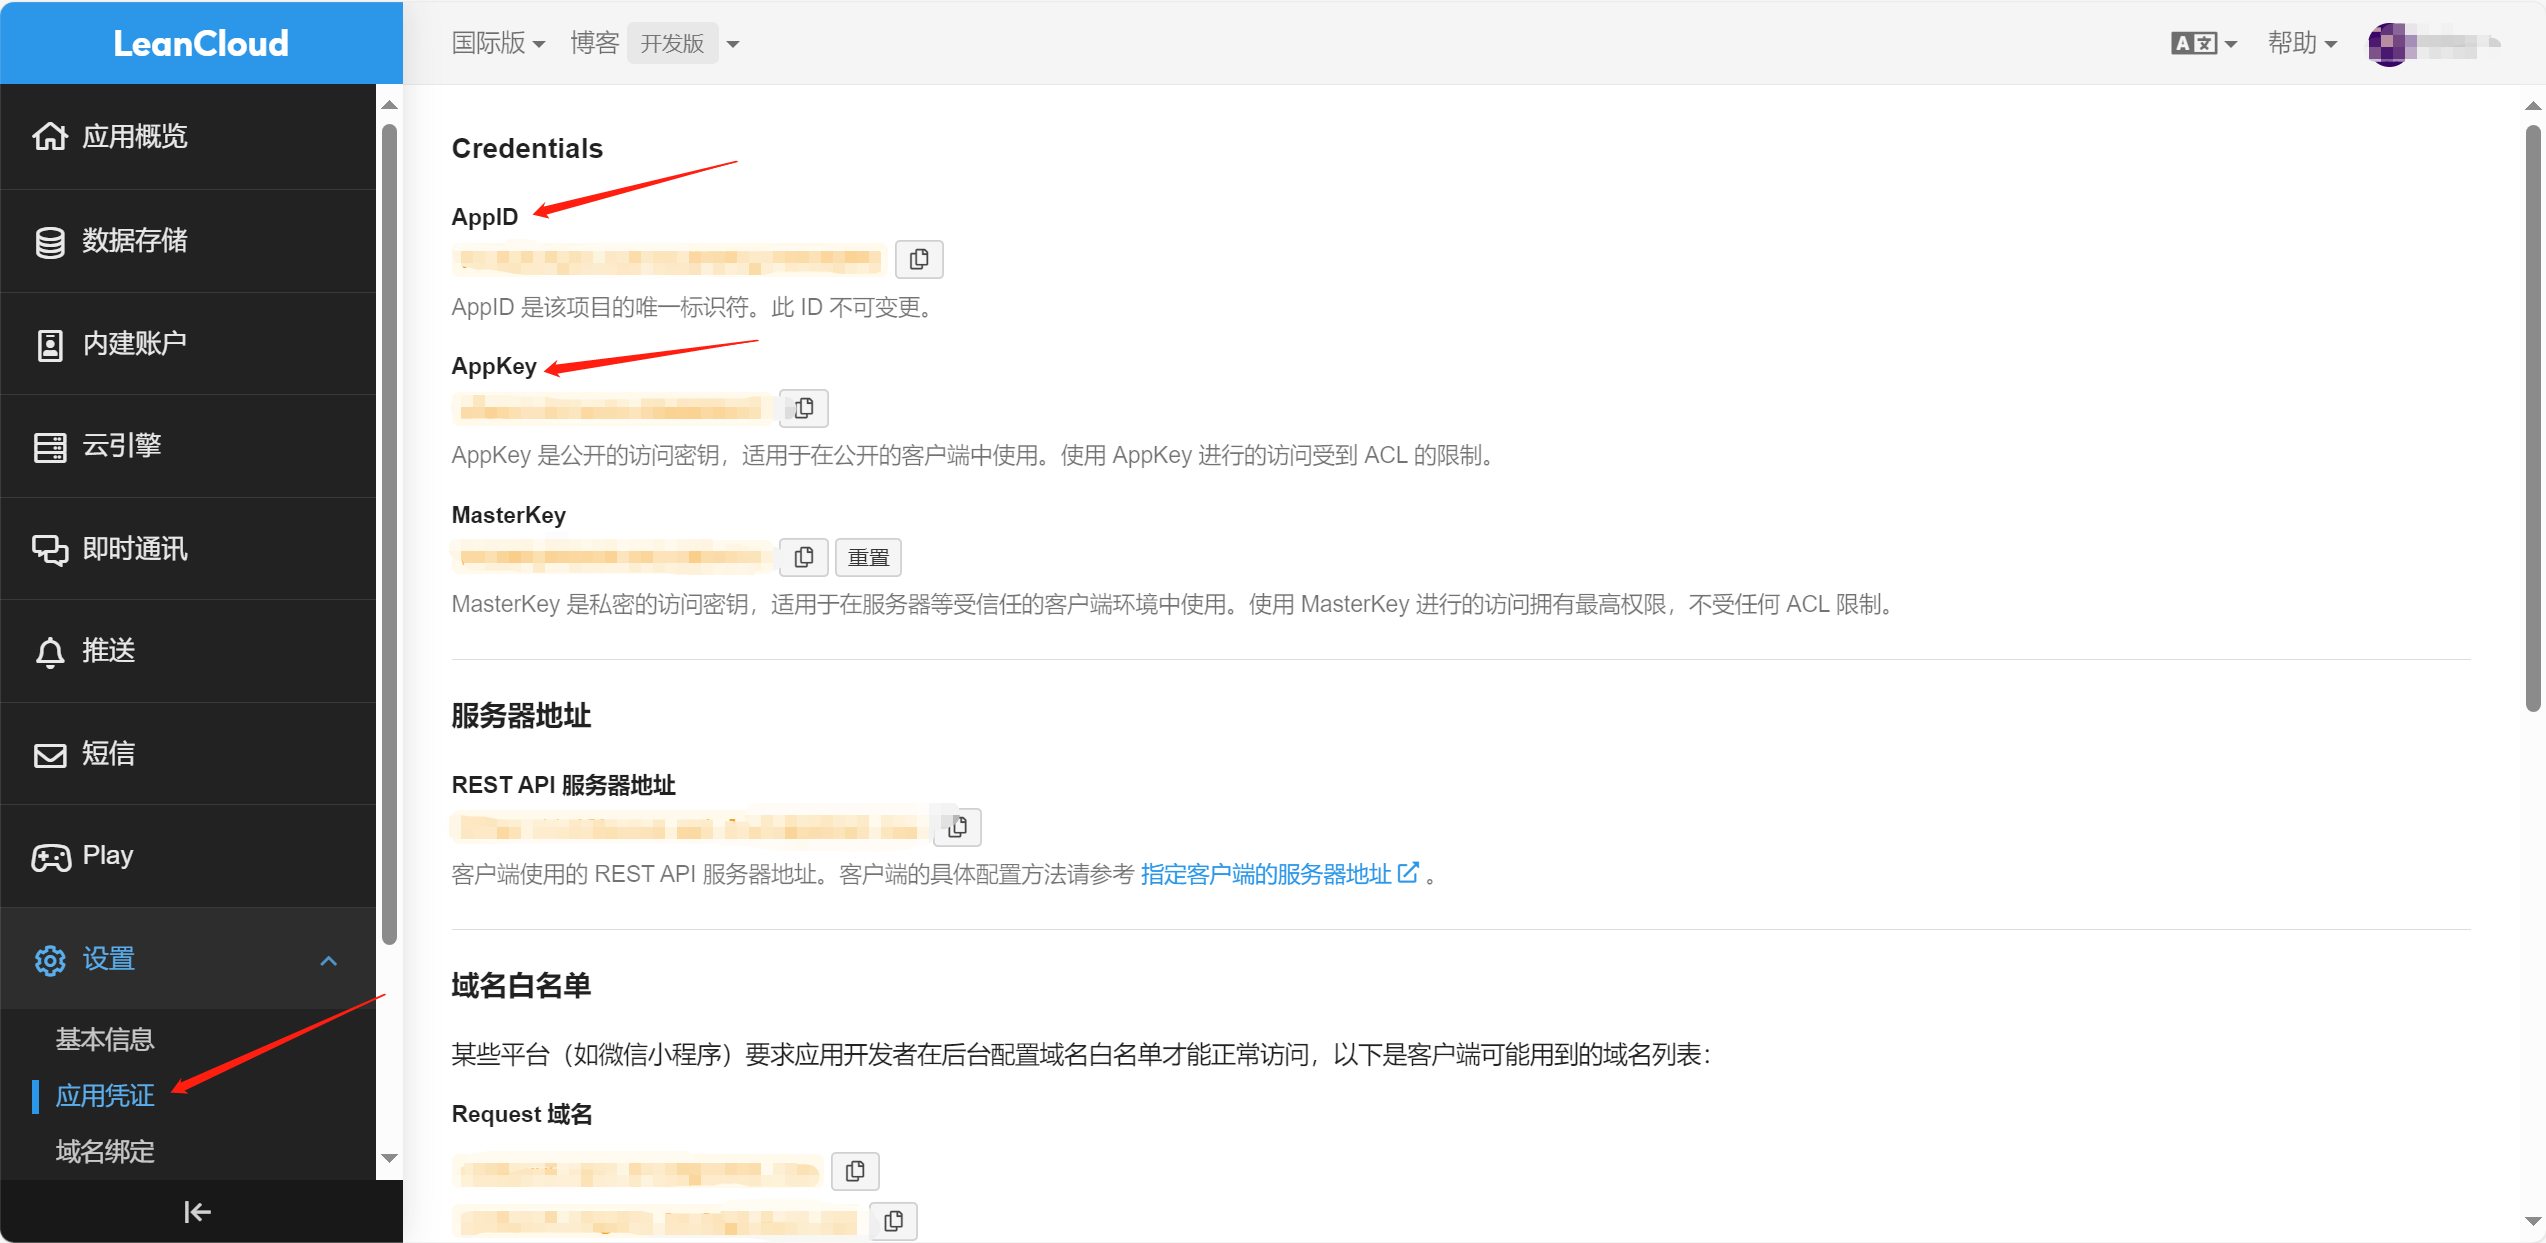 LeanCloud
国际版 博客 开发版
帮助
应用概览
数据存储
内建账户
云引擎
即时通讯
推送
短信
Play
设置
基本信息
应用凭证
域名绑定
Credentials
AppID
AppID 是该项目的唯一标识符。此 ID 不可变更。
AppKey
AppKey 是公开的访问密钥，适用于在公开的客户端中使用。使用 AppKey 进行的访问受到 ACL 的限制。
MasterKey
重置
MasterKey 是私密的访问密钥，适用于在服务器等受信任的客户端环境中使用。使用 MasterKey 进行的访问拥有最高权限，不受任何 ACL 限制。
服务器地址
REST API 服务器地址
客户端使用的 REST API 服务器地址。客户端的具体配置方法请参考 指定客户端的服务器地址 。
域名白名单
某些平台（如微信小程序）要求应用开发者在后台配置域名白名单才能正常访问，以下是客户端可能用到的域名列表：
Request 域名